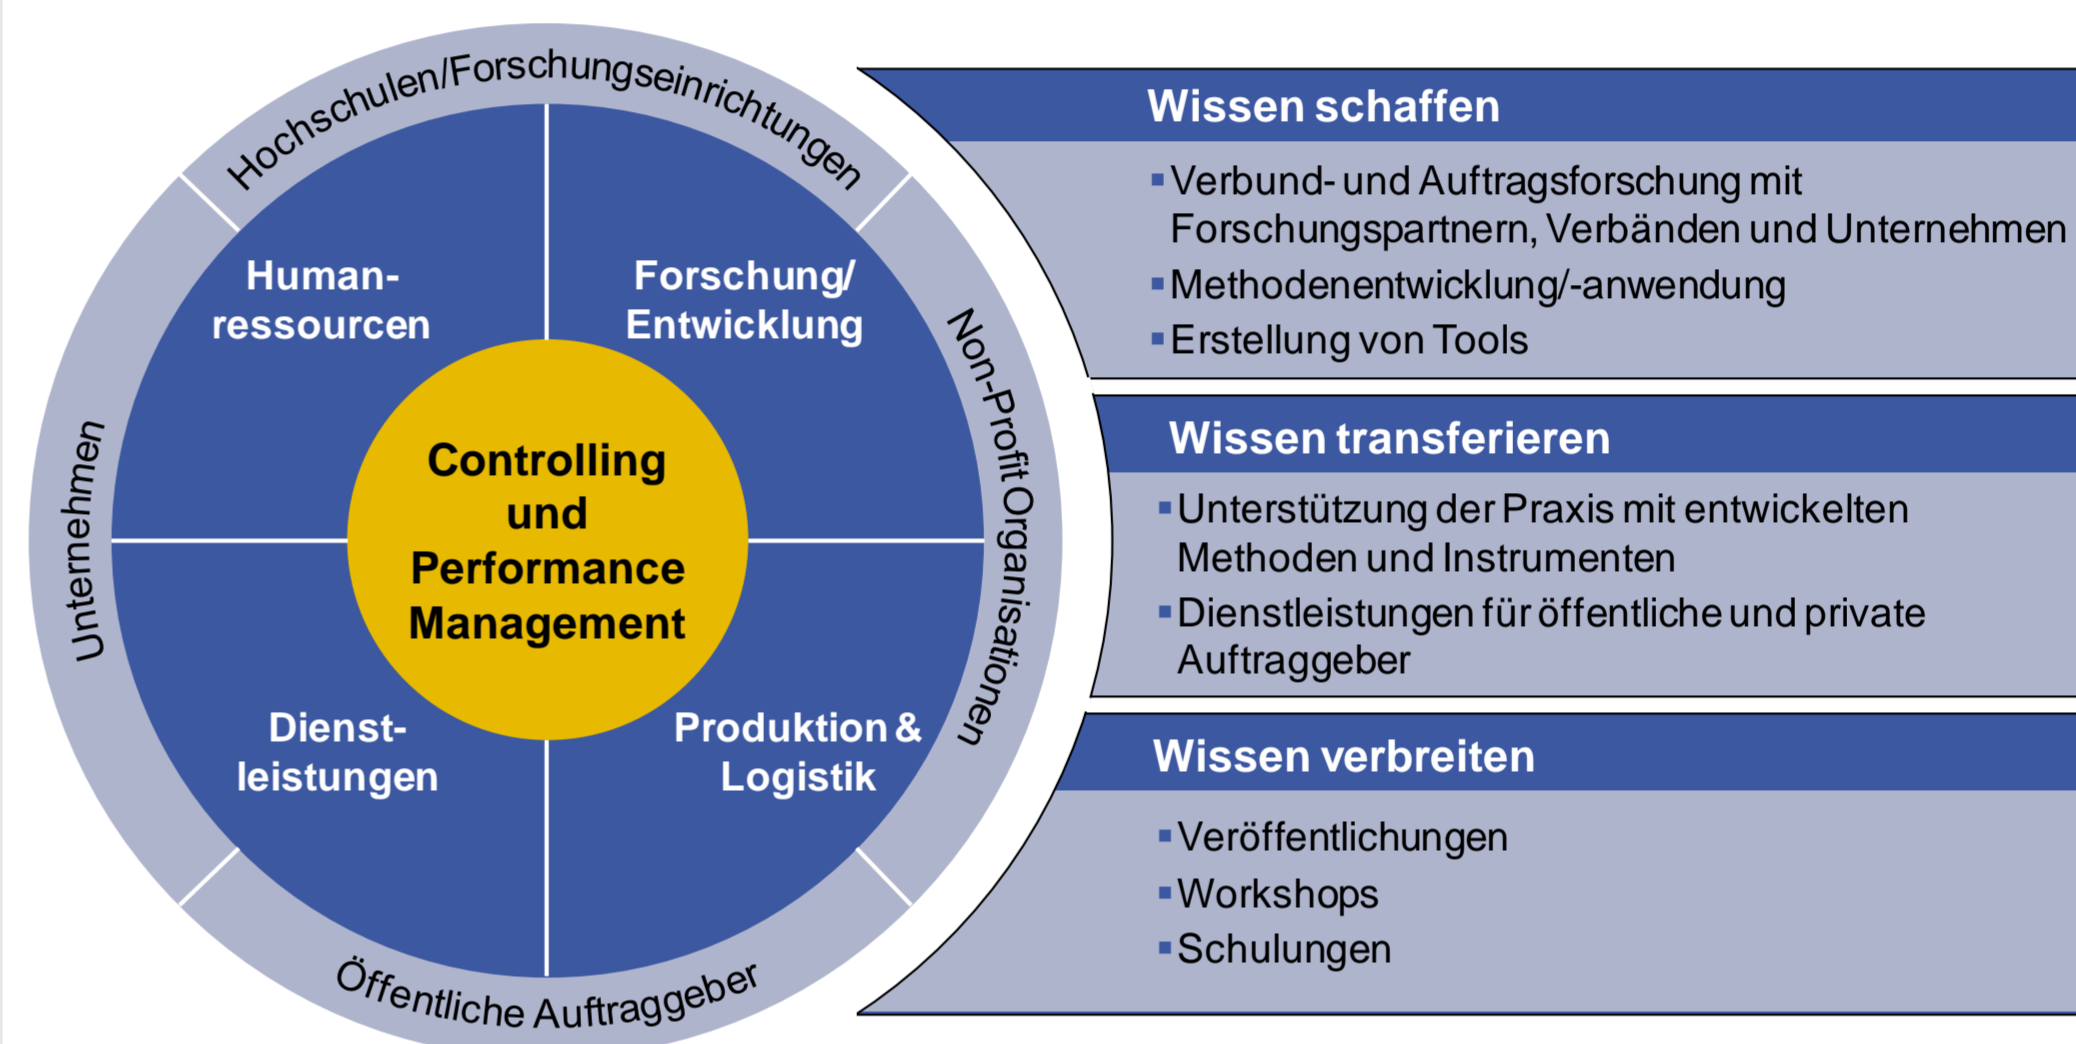 Hochschulen/Forschungseinrichtungen
Unternehmen
Non-Profit Organisationen
Öffentliche Auftraggeber
Human-
ressourcen
Forschung/
Entwicklung
Controlling
und
Performance
Management
Dienst-
leistungen
Produktion &
Logistik
Wissen schaffen
▪Verbund- und Auftragsforschung mit
Forschungspartnern, Verbänden und Unternehmen
▪Methodenentwicklung/-anwendung
▪Erstellung von Tools
Wissen transferieren
▪Unterstützung der Praxis mit entwickelten
Methoden und Instrumenten
▪Dienstleistungen für öffentliche und private
Auftraggeber
Wissen verbreiten
▪Veröffentlichungen
▪Workshops
▪Schulungen